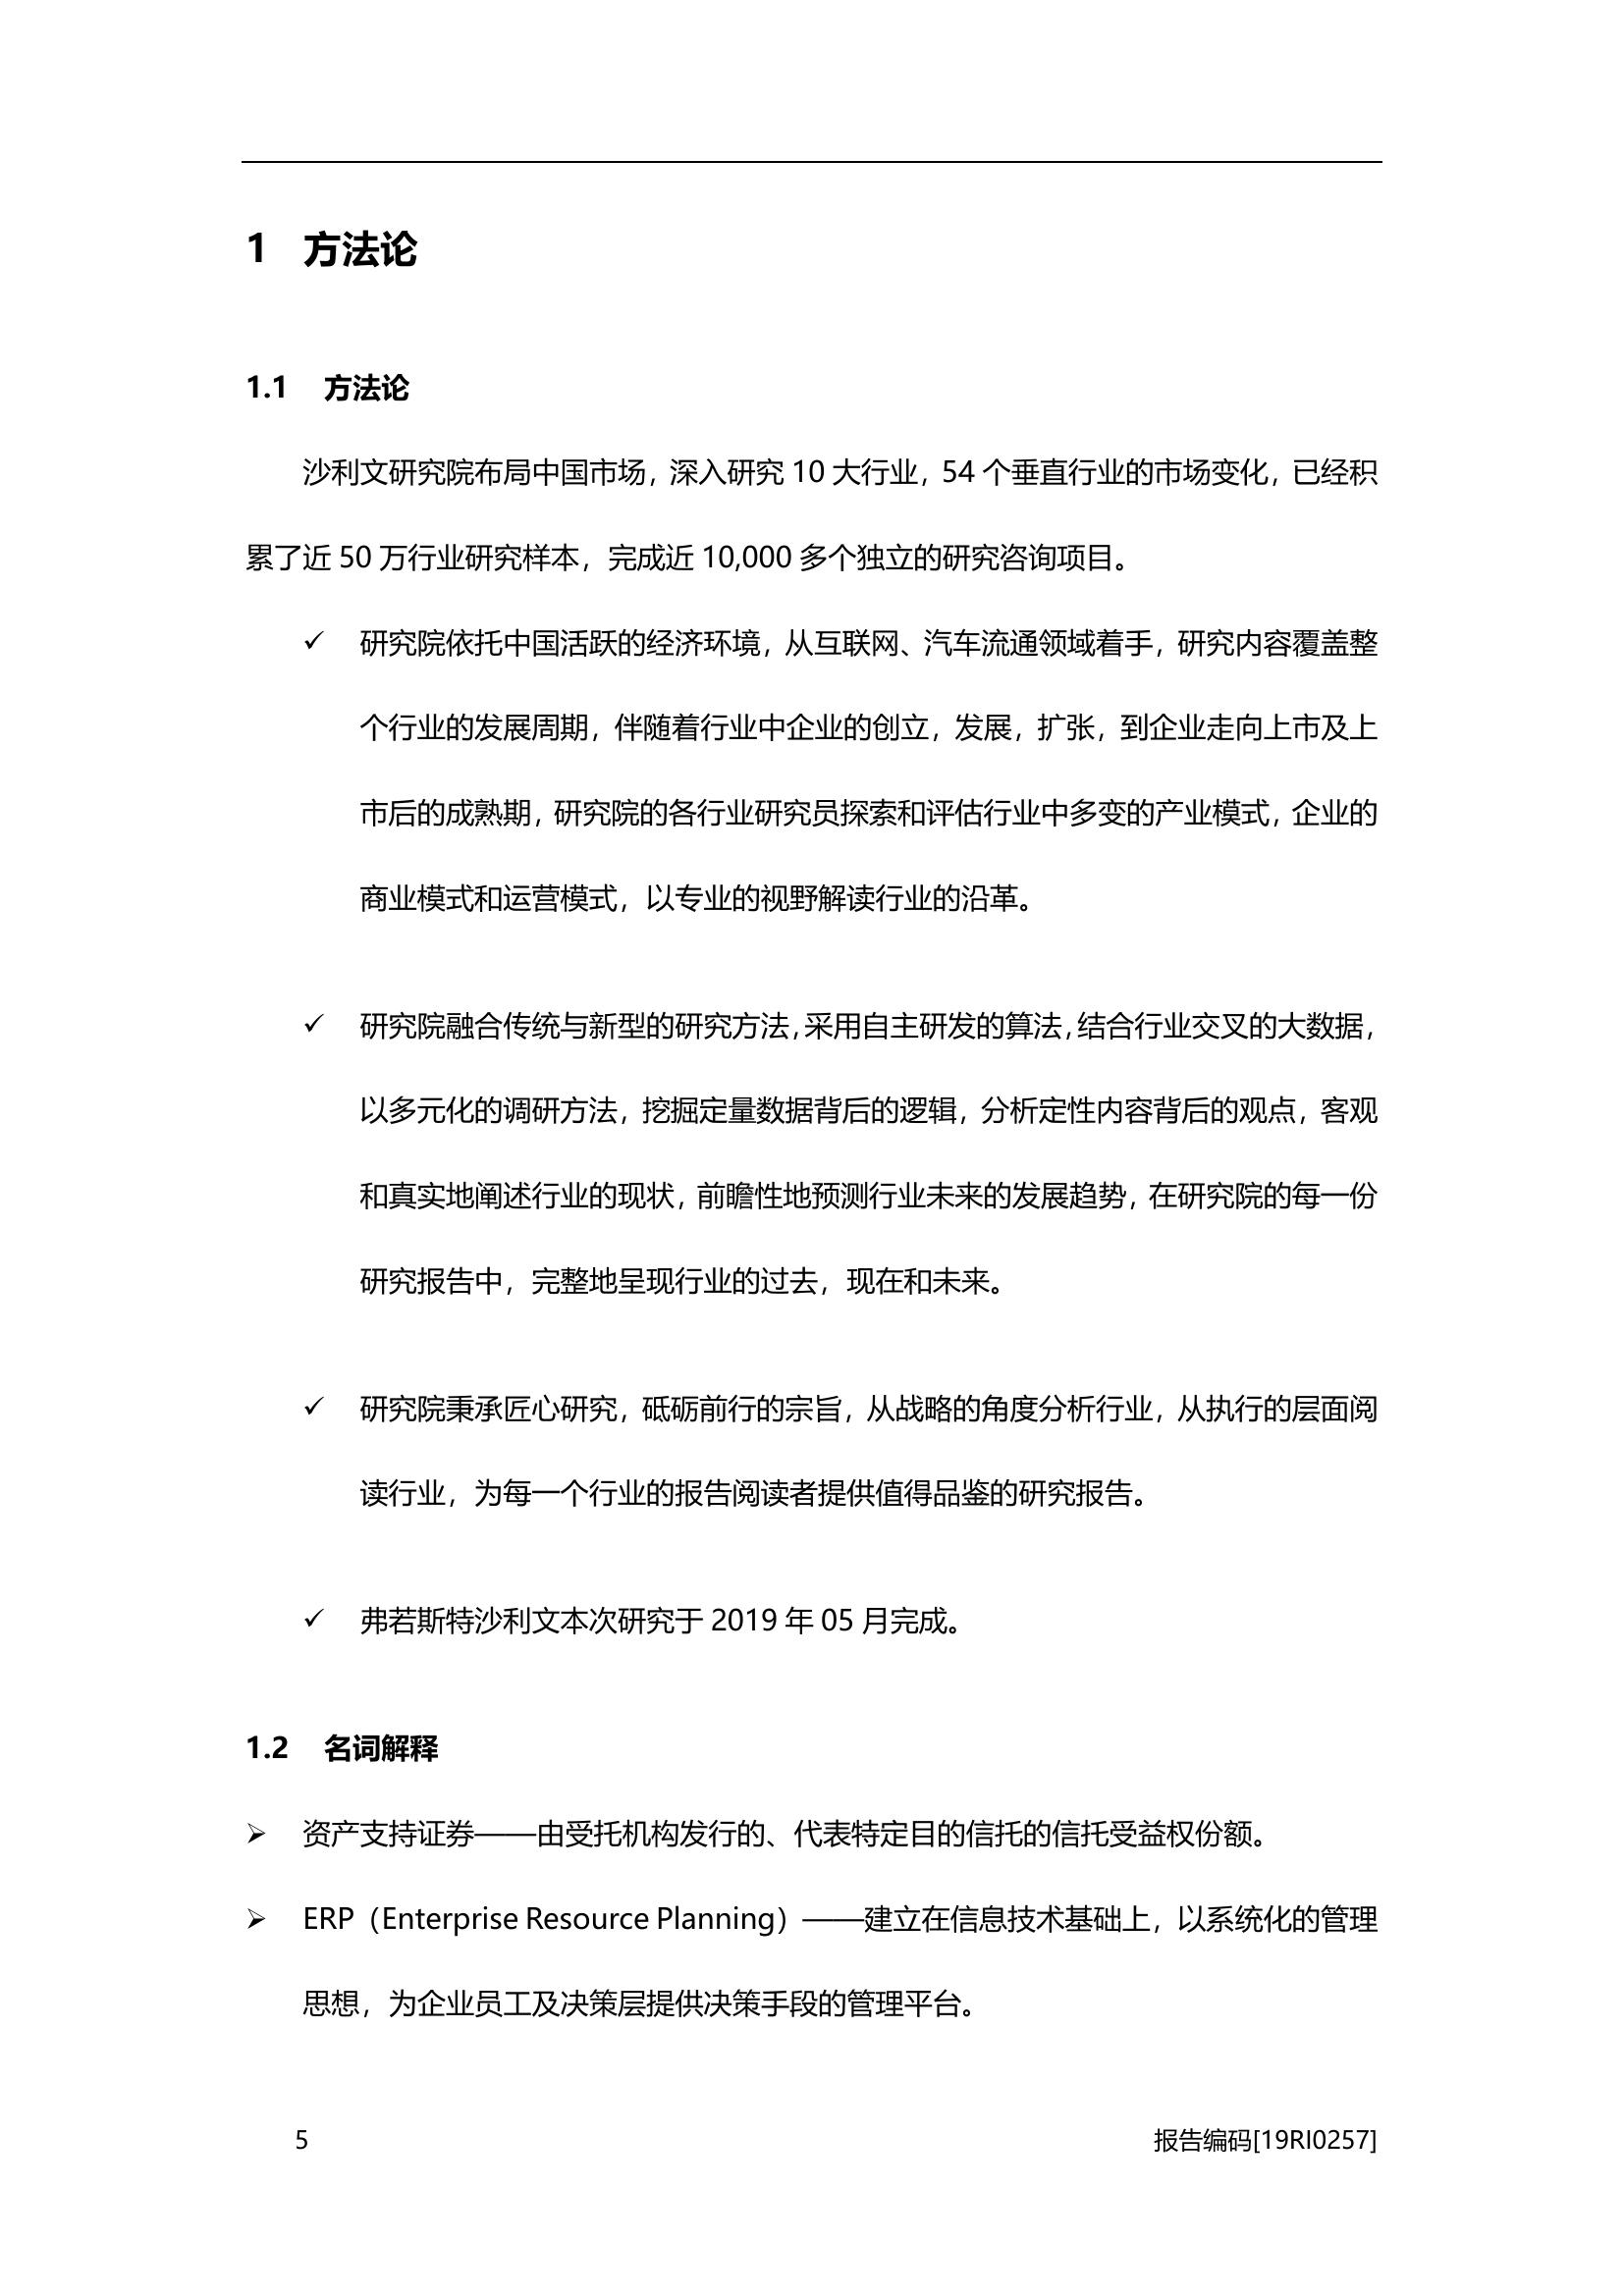 1 方法论
1.1 方法论
沙利文研究院布局中国市场，深入研究 10 大行业，54 个垂直行业的市场变化，已经积
累了近 50 万行业研究样本，完成近 10,000 多个独立的研究咨询项目。
✓ 研究院依托中国活跃的经济环境，从互联网、汽车流通领域着手，研究内容覆盖整
个行业的发展周期，伴随着行业中企业的创立，发展，扩张，到企业走向上市及上
市后的成熟期，研究院的各行业研究员探索和评估行业中多变的产业模式，企业的
商业模式和运营模式，以专业的视野解读行业的沿革。
✓ 研究院融合传统与新型的研究方法，采用自主研发的算法，结合行业交叉的大数据，
以多元化的调研方法，挖掘定量数据背后的逻辑，分析定性内容背后的观点，客观
和真实地阐述行业的现状，前瞻性地预测行业未来的发展趋势，在研究院的每一份
研究报告中，完整地呈现行业的过去，现在和未来。
✓ 研究院秉承匠心研究，砥砺前行的宗旨，从战略的角度分析行业，从执行的层面阅
读行业，为每一个行业的报告阅读者提供值得品鉴的研究报告。
✓ 弗若斯特沙利文本次研究于 2019 年 05 月完成。
1.2 名词解释
➢ 资产支持证券——由受托机构发行的、代表特定目的信托的信托受益权份额。
➢ ERP（Enterprise Resource Planning）——建立在信息技术基础上，以系统化的管理
思想，为企业员工及决策层提供决策手段的管理平台。
5 报告编码[19RI0257]